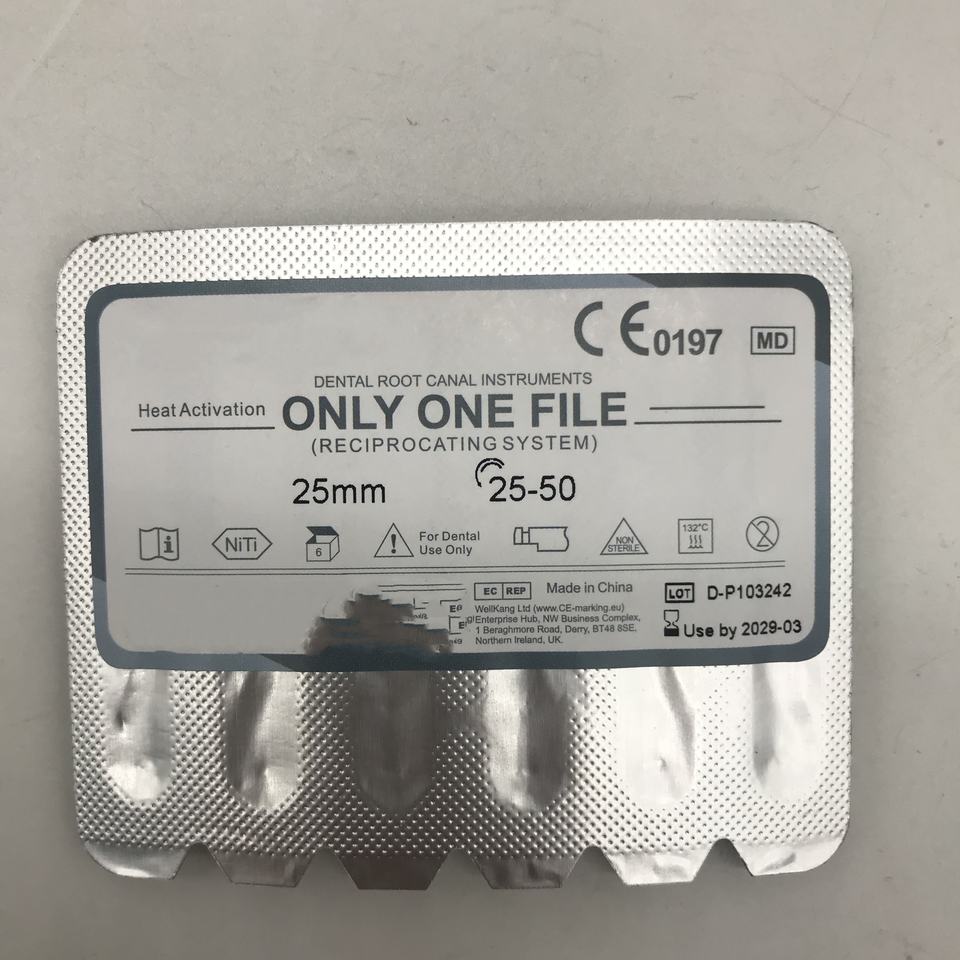 CE 0197 MD
DENTAL ROOT CANAL INSTRUMENTS
Heat Activation ONLY ONE FILE
(RECIPROCATING SYSTEM)
25mm 25-50
i NiTi 6 ! For Dental Use Only NON STERILE 132°C 2
EC REP Made in China
WellKang Ltd (www.CE-marking.eu)
Enterprise Hub, NW Business Complex,
1 Beraghmore Road, Derry, BT48 8SE,
Northern Ireland, UK.
LOT D-P103242
Use by 2029-03